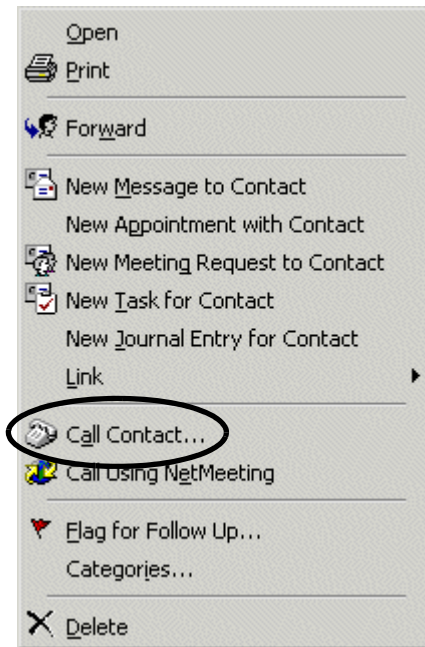 Open
Print
Forward
New Message to Contact
New Appointment with Contact
New Meeting Request to Contact
New Task for Contact
New Journal Entry for Contact
Link
Call Contact...
Call Using NetMeeting
Flag for Follow Up...
Categories...
Delete